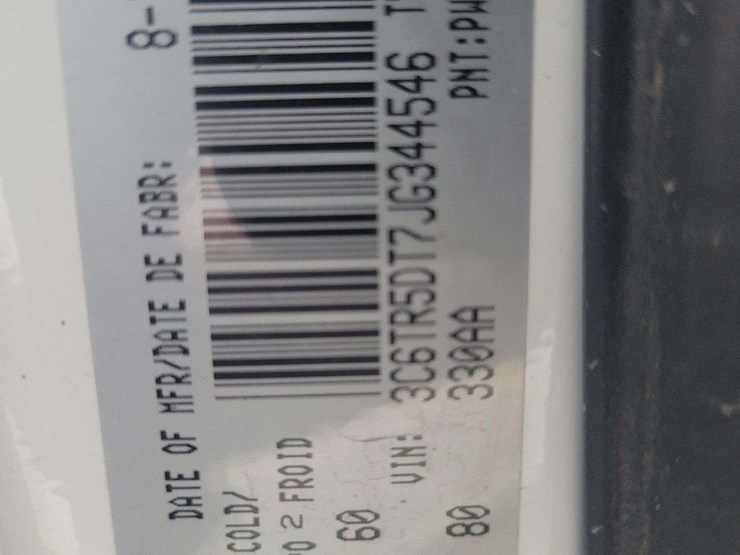 DATE OF MFR/DATE DE FABR: 8-
COLD/
2 FROID
60 VIN: 3C6TR5DT7JG344546
80 330AA PNT:PW